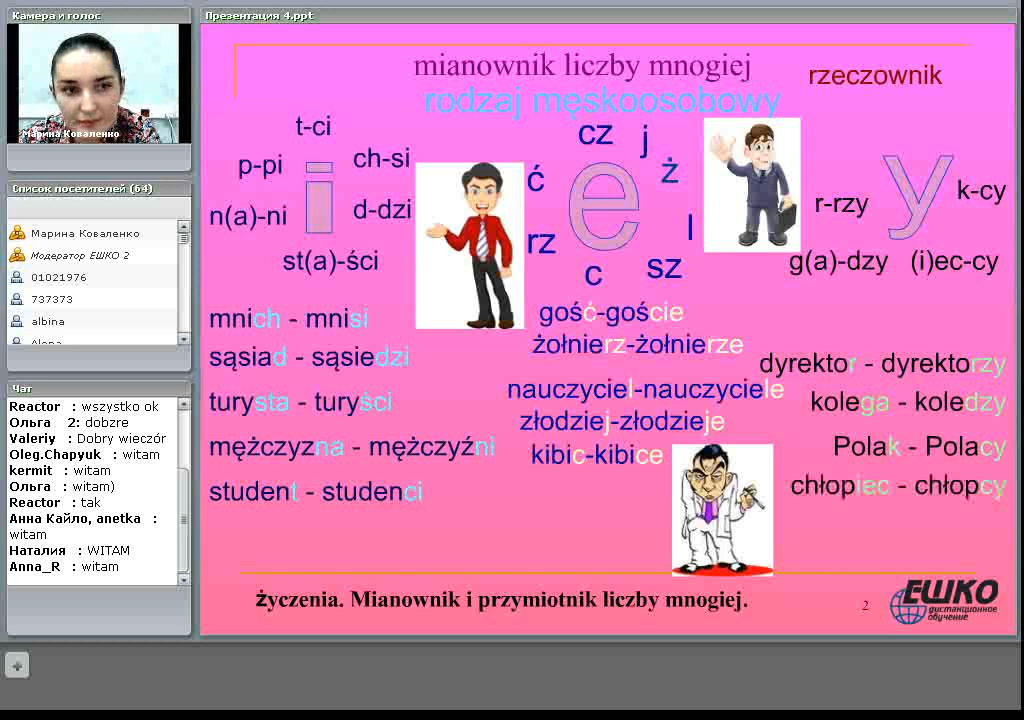 Камера и голос
Марина Коваленко
Список посетителей (64)
Марина Коваленко
Модератор ЕШКО 2
01021976
737373
albina
Alena
Чат
Reactor : wszystko ok
Ольга 2: dobzre
Valeriy : Dobry wieczór
Oleg.Chapyuk : witam
kermit : witam
Ольга : witam)
Reactor : tak
Анна Кайло, anetka :
witam
Наталия : WITAM
Anna_R : witam
Презентация 4.ppt
mianownik liczby mnogiej
rzeczownik
rodzaj męskoosobowy
t-ci
p-pi
ch-si
n(a)-ni
i
d-dzi
st(a)-ści
cz
j
ć
e
ż
rz
l
c
sz
r-rzy
y
k-cy
g(a)-dzy
(i)ec-cy
mnich - mnisi
sąsiad - sąsiedzi
turysta - turyści
mężczyzna - mężczyźni
student - studenci
gość-goście
żołnierz-żołnierze
nauczyciel-nauczyciele
złodziej-złodzieje
kibic-kibice
dyrektor - dyrektorzy
kolega - koledzy
Polak - Polacy
chłopiec - chłopcy
życzenia. Mianownik i przymiotnik liczby mnogiej.
2
ЕШКО
дистанционное
обучение